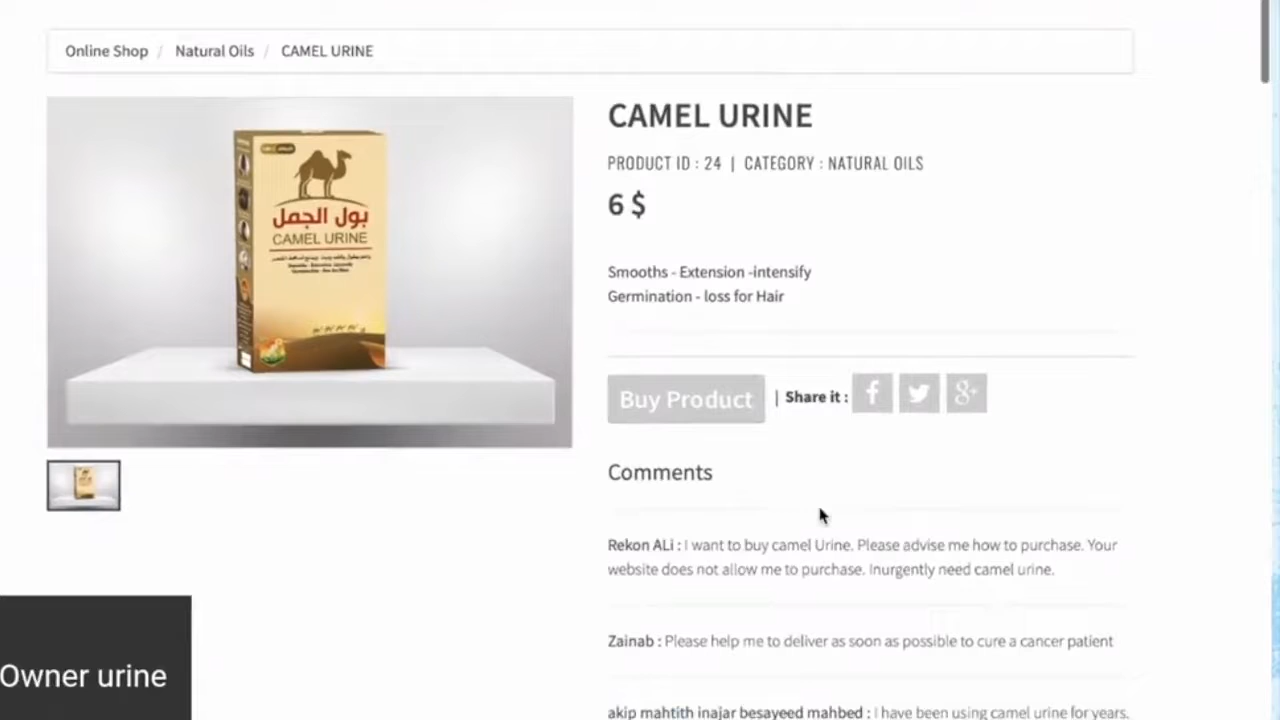 Online Shop / Natural Oils / CAMEL URINE
بول الجمل
CAMEL URINE
CAMEL URINE
PRODUCT ID : 24 | CATEGORY : NATURAL OILS
6 $
Smooths - Extension -intensify
Germination - loss for Hair
Buy Product | Share it :
Comments
Rekon ALi : I want to buy camel Urine. Please advise me how to purchase. Your
website does not allow me to purchase. Inurgently need camel urine.
Zainab : Please help me to deliver as soon as possible to cure a cancer patient
akip mahtith inajar besayeed mahbed : I have been using camel urine for years.
Owner urine